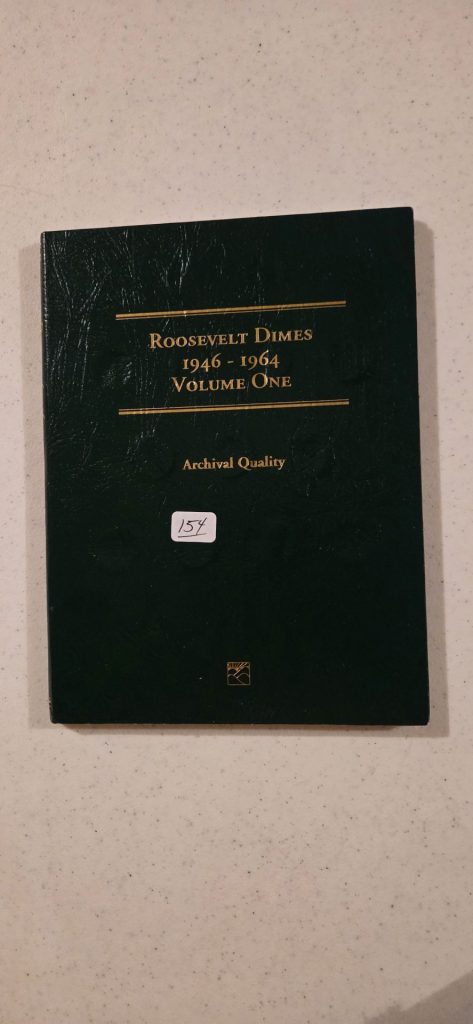 ROOSEVELT DIMES
1946 - 1964
VOLUME ONE
Archival Quality
154